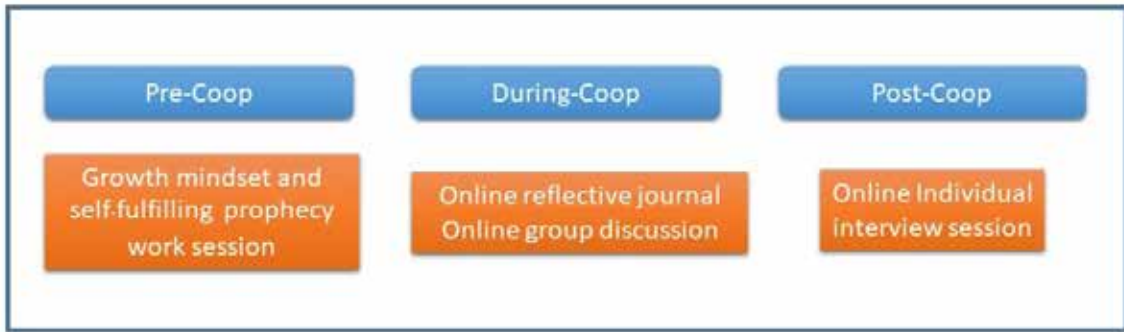 Pre-Coop
Growth mindset and
self-fulfilling prophecy
work session
During-Coop
Online reflective journal
Online group discussion
Post-Coop
Online Individual
interview session